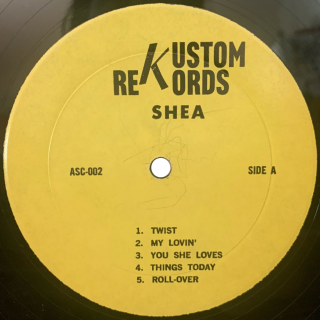 KUSTOM
REKORDS
SHEA
ASC-002 SIDE A
1. TWIST
2. MY LOVIN'
3. YOU SHE LOVES
4. THINGS TODAY
5. ROLL-OVER